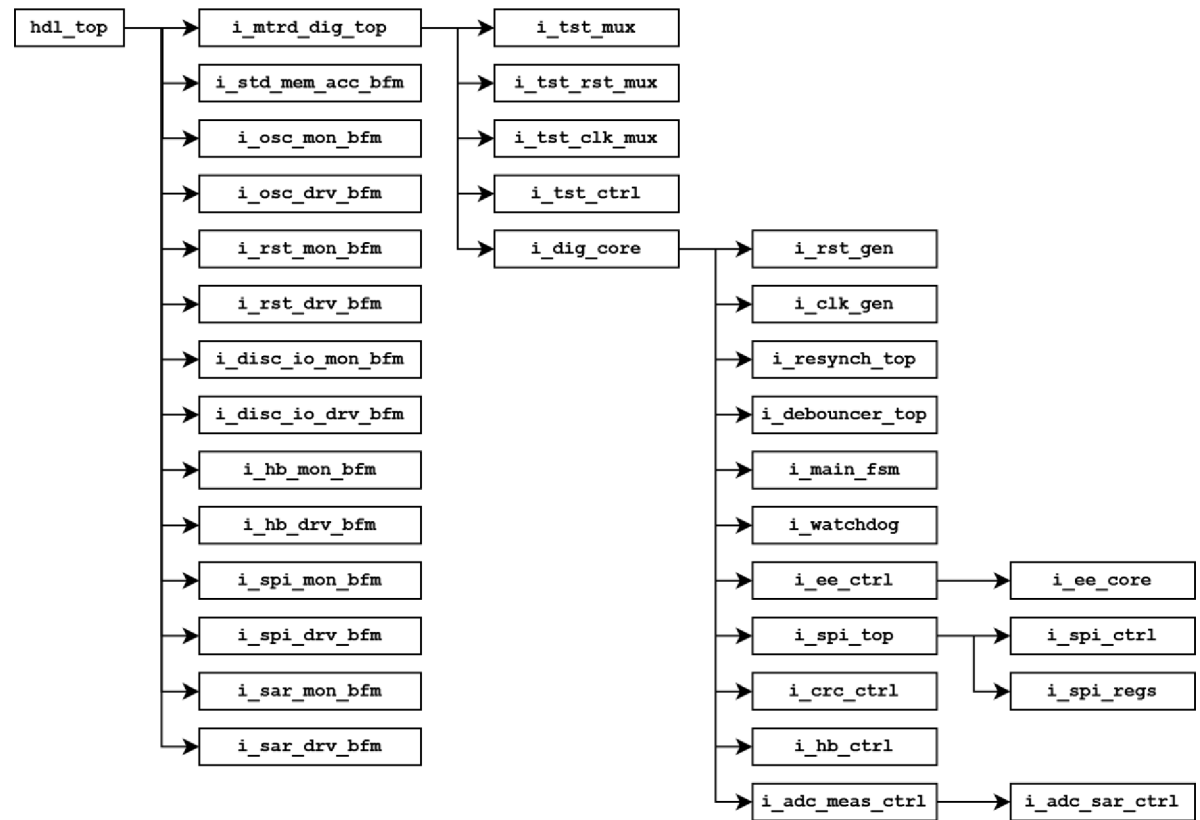 hdl_top
i_mtrd_dig_top
i_tst_mux
i_std_mem_acc_bfm
i_tst_rst_mux
i_osc_mon_bfm
i_tst_clk_mux
i_osc_drv_bfm
i_tst_ctrl
i_rst_mon_bfm
i_dig_core
i_rst_gen
i_rst_drv_bfm
i_clk_gen
i_disc_io_mon_bfm
i_resynch_top
i_disc_io_drv_bfm
i_debouncer_top
i_hb_mon_bfm
i_main_fsm
i_hb_drv_bfm
i_watchdog
i_spi_mon_bfm
i_ee_ctrl
i_ee_core
i_spi_drv_bfm
i_spi_top
i_spi_ctrl
i_sar_mon_bfm
i_crc_ctrl
i_spi_regs
i_sar_drv_bfm
i_hb_ctrl
i_adc_meas_ctrl
i_adc_sar_ctrl